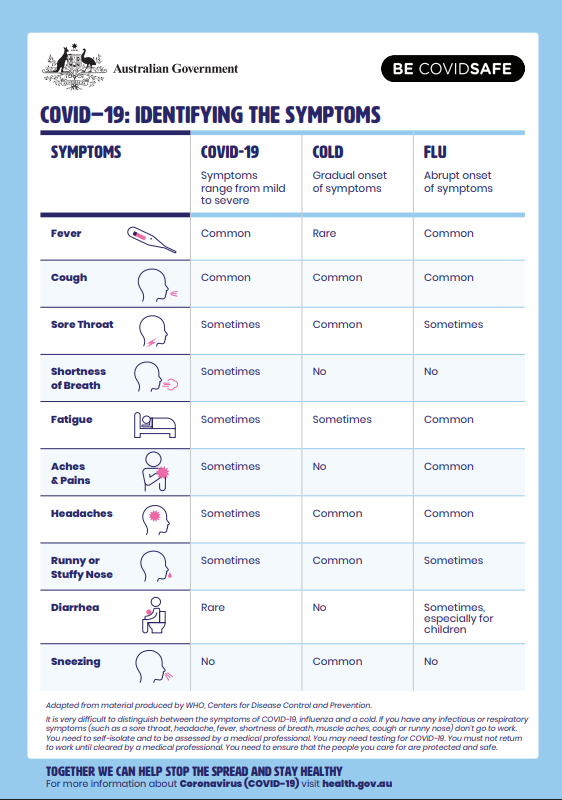 Australian Government
BE COVIDSAFE
COVID–19: IDENTIFYING THE SYMPTOMS
SYMPTOMS COVID-19 COLD FLU
Symptoms range from mild to severe Gradual onset of symptoms Abrupt onset of symptoms
Fever Common Rare Common
Cough Common Common Common
Sore Throat Sometimes Common Sometimes
Shortness of Breath Sometimes No No
Fatigue Sometimes Sometimes Common
Aches & Pains Sometimes No Common
Headaches Sometimes Common Common
Runny or Stuffy Nose Sometimes Common Sometimes
Diarrhea Rare No Sometimes, especially for children
Sneezing No Common No
Adapted from material produced by WHO, Centers for Disease Control and Prevention.
It is very difficult to distinguish between the symptoms of COVID-19, influenza and a cold. If you have any infectious or respiratory
symptoms (such as a sore throat, headache, fever, shortness of breath, muscle aches, cough or runny nose) don't go to work.
You need to self-isolate and to be assessed by a medical professional. You may need testing for COVID-19. You must not return
to work until cleared by a medical professional. You need to ensure that the people you care for are protected and safe.
TOGETHER WE CAN HELP STOP THE SPREAD AND STAY HEALTHY
For more information about Coronavirus (COVID-19) visit health.gov.au